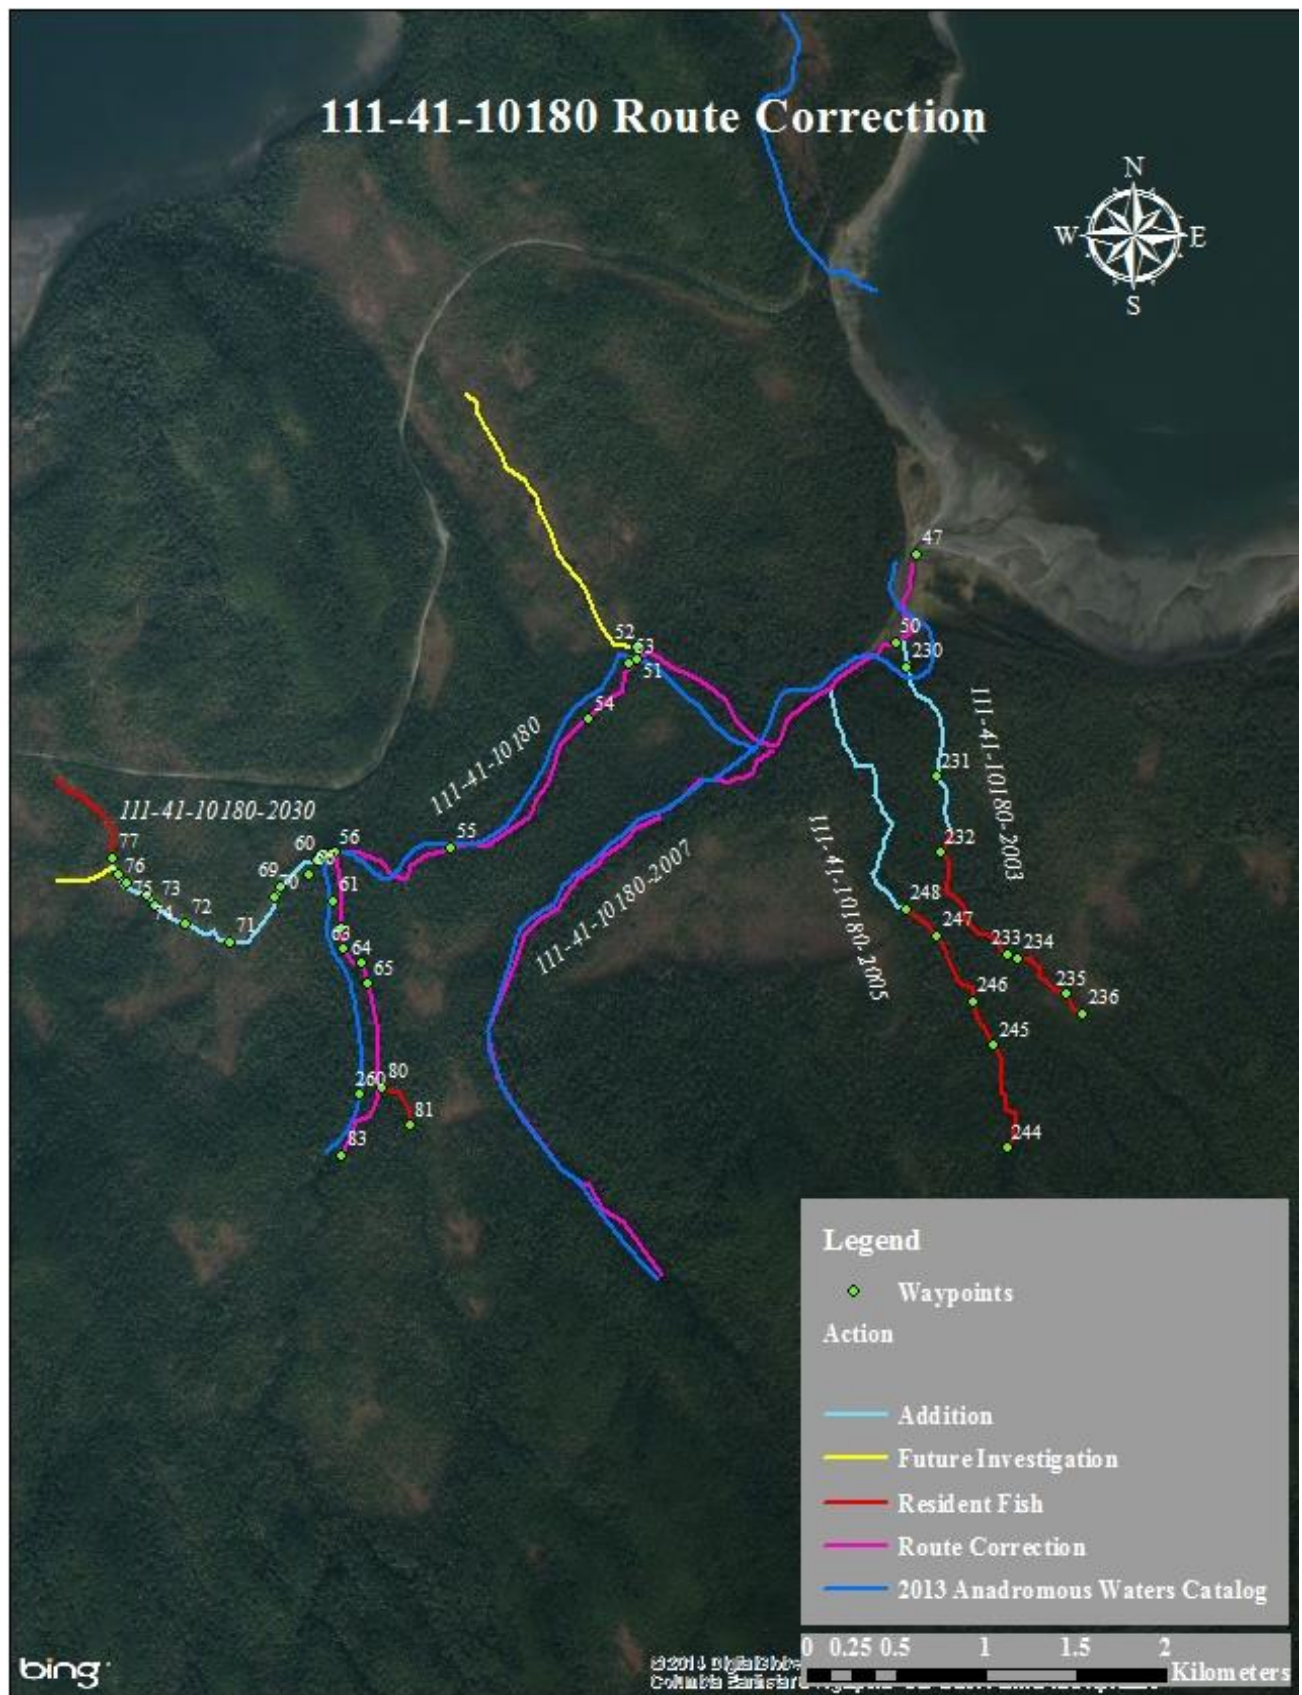 111-41-10180 Route Correction
N
W E
S
47
50
230
52
53
51
54
111-41-10180
111-41-10180-2003
231
111-41-10180-2030
77
76
75
73
74
72
71
69
70
60
56
55
61
63
64
65
111-41-10180-2007
111-41-10180-2005
232
248
247
233
234
235
236
246
245
244
260
80
81
83
Legend
Waypoints
Action
Addition
Future Investigation
Resident Fish
Route Correction
2013 Anadromous Waters Catalog
0 0.25 0.5 1 1.5 2
Kilometers
bing